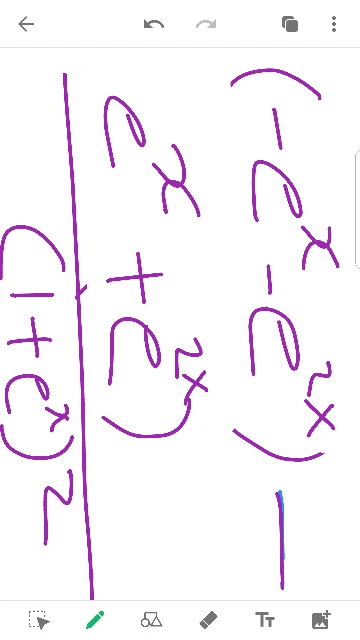 (-e^x - e^2x) -
e^x + e^2x)
(1 + e^x)^2